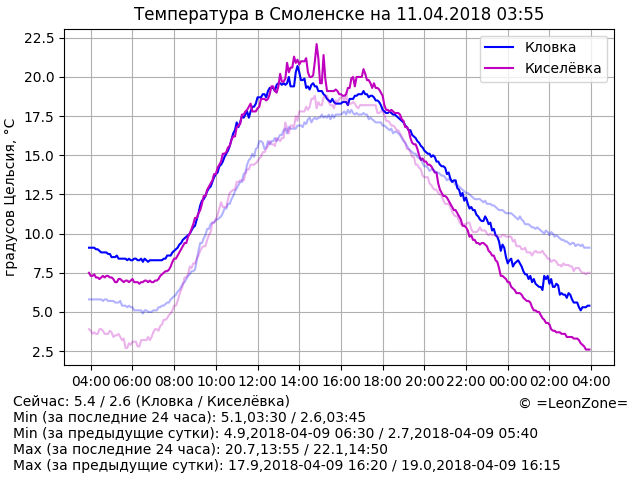 Температура в Смоленске на 11.04.2018 03:55
градусов Цельсия, °C
22.5
20.0
17.5
15.0
12.5
10.0
7.5
5.0
2.5
Кловка
Киселёвка
04:00 06:00 08:00 10:00 12:00 14:00 16:00 18:00 20:00 22:00 00:00 02:00 04:00
Сейчас: 5.4 / 2.6 (Кловка / Киселёвка)
© =LeonZone=
Min (за последние 24 часа): 5.1,03:30 / 2.6,03:45
Min (за предыдущие сутки): 4.9,2018-04-09 06:30 / 2.7,2018-04-09 05:40
Max (за последние 24 часа): 20.7,13:55 / 22.1,14:50
Max (за предыдущие сутки): 17.9,2018-04-09 16:20 / 19.0,2018-04-09 16:15